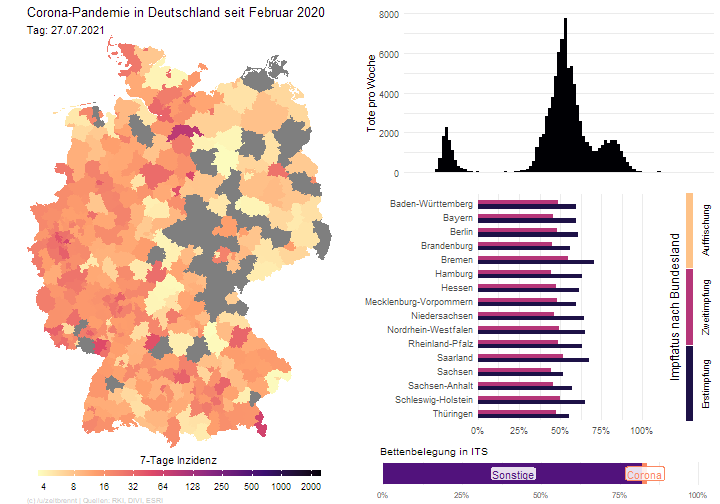 Corona-Pandemie in Deutschland seit Februar 2020
Tag: 27.07.2021
7-Tage Inzidenz
4 8 16 32 64 128 256 500 1000 2000
(c) /u/zeitbremt | Quellen: RKI, DIVI, ESRI
Tote pro Woche
8000
6000
4000
2000
0
Baden-Württemberg
Bayern
Berlin
Brandenburg
Bremen
Hamburg
Hessen
Mecklenburg-Vorpommern
Niedersachsen
Nordrhein-Westfalen
Rheinland-Pfalz
Saarland
Sachsen
Sachsen-Anhalt
Schleswig-Holstein
Thüringen
0% 25% 50% 75% 100%
Impftatus nach Bundesland
Auffrischung
Zweitimpfung
Erstimpfung
Bettenbelegung in ITS
Sonstige
Corona
0% 25% 50% 75% 100%